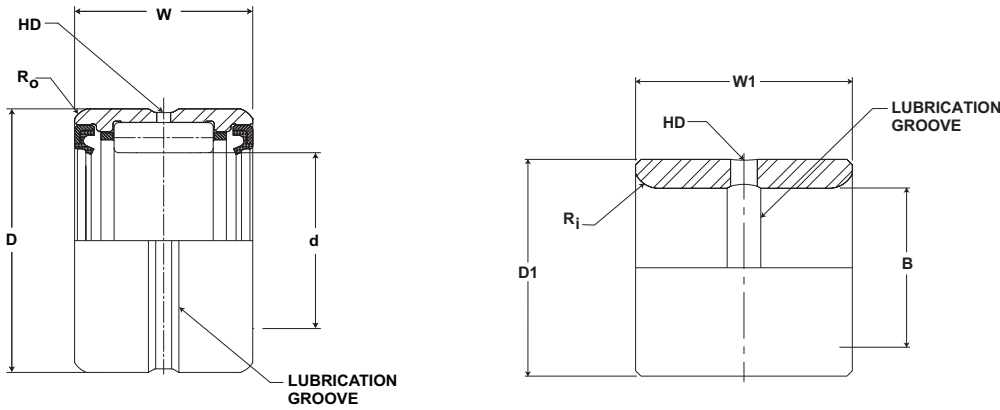 W
HD
Ro
D
d
LUBRICATION
GROOVE
W1
HD
LUBRICATION
GROOVE
Ri
D1
B